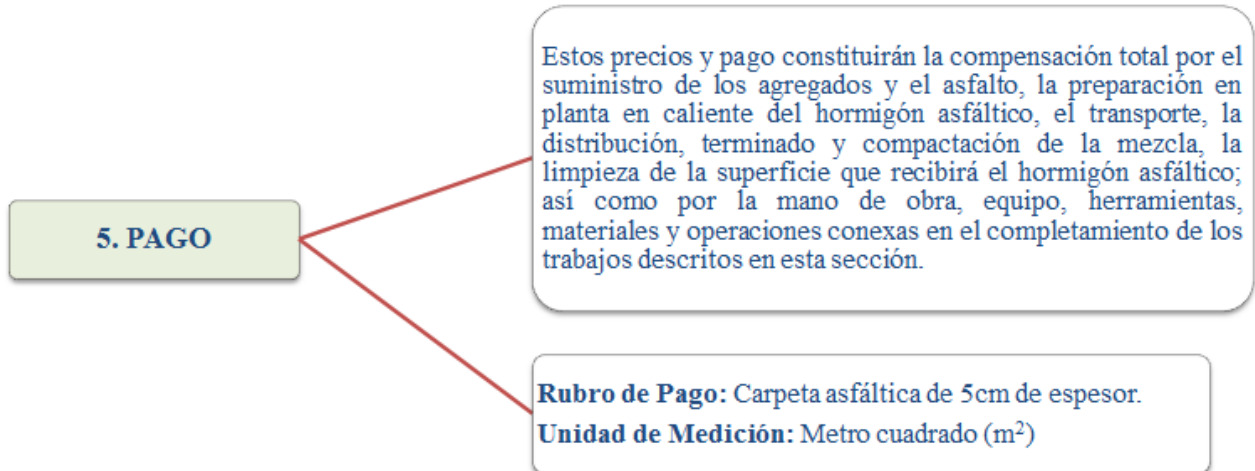 5. PAGO
Estos precios y pago constituirán la compensación total por el
suministro de los agregados y el asfalto, la preparación en
planta en caliente del hormigón asfáltico, el transporte, la
distribución, terminado y compactación de la mezcla, la
limpieza de la superficie que recibirá el hormigón asfáltico;
así como por la mano de obra, equipo, herramientas,
materiales y operaciones conexas en el completamiento de los
trabajos descritos en esta sección.
Rubro de Pago: Carpeta asfáltica de 5cm de espesor.
Unidad de Medición: Metro cuadrado (m²)